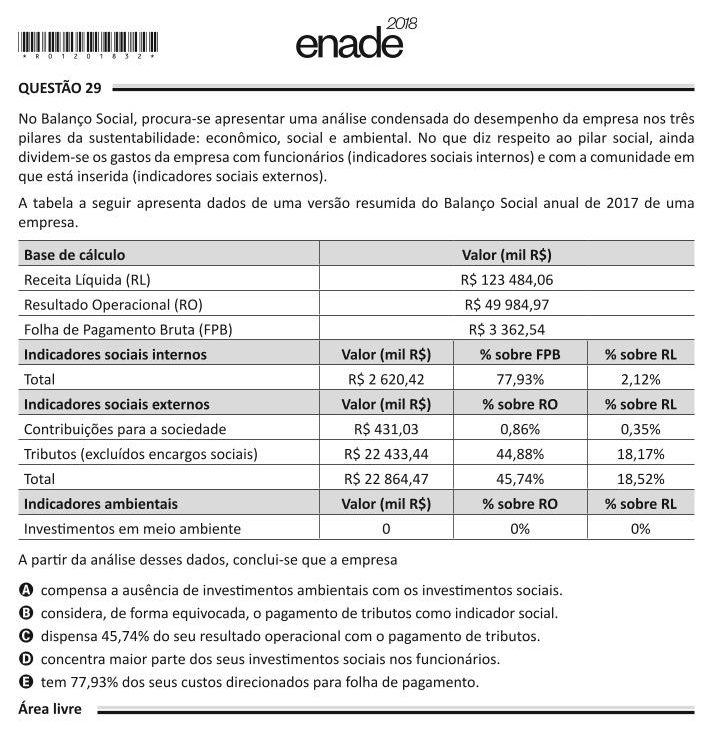 *R01201832*
enade2018
QUESTÃO 29
No Balanço Social, procura-se apresentar uma análise condensada do desempenho da empresa nos três
pilares da sustentabilidade: econômico, social e ambiental. No que diz respeito ao pilar social, ainda
dividem-se os gastos da empresa com funcionários (indicadores sociais internos) e com a comunidade em
que está inserida (indicadores sociais externos).
A tabela a seguir apresenta dados de uma versão resumida do Balanço Social anual de 2017 de uma
empresa.
Base de cálculo Valor (mil R$)
Receita Líquida (RL) R$ 123 484,06
Resultado Operacional (RO) R$ 49 984,97
Folha de Pagamento Bruta (FPB) R$ 3 362,54
Indicadores sociais internos Valor (mil R$) % sobre FPB % sobre RL
Total R$ 2 620,42 77,93% 2,12%
Indicadores sociais externos Valor (mil R$) % sobre RO % sobre RL
Contribuições para a sociedade R$ 431,03 0,86% 0,35%
Tributos (excluídos encargos sociais) R$ 22 433,44 44,88% 18,17%
Total R$ 22 864,47 45,74% 18,52%
Indicadores ambientais Valor (mil R$) % sobre RO % sobre RL
Investimentos em meio ambiente 0 0% 0%
A partir da análise desses dados, conclui-se que a empresa
A compensa a ausência de investimentos ambientais com os investimentos sociais.
B considera, de forma equivocada, o pagamento de tributos como indicador social.
C dispensa 45,74% do seu resultado operacional com o pagamento de tributos.
D concentra maior parte dos seus investimentos sociais nos funcionários.
E tem 77,93% dos seus custos direcionados para folha de pagamento.
Área livre